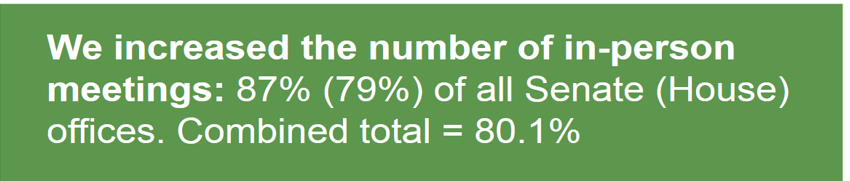 We increased the number of in-person
meetings: 87% (79%) of all Senate (House)
offices. Combined total = 80.1%